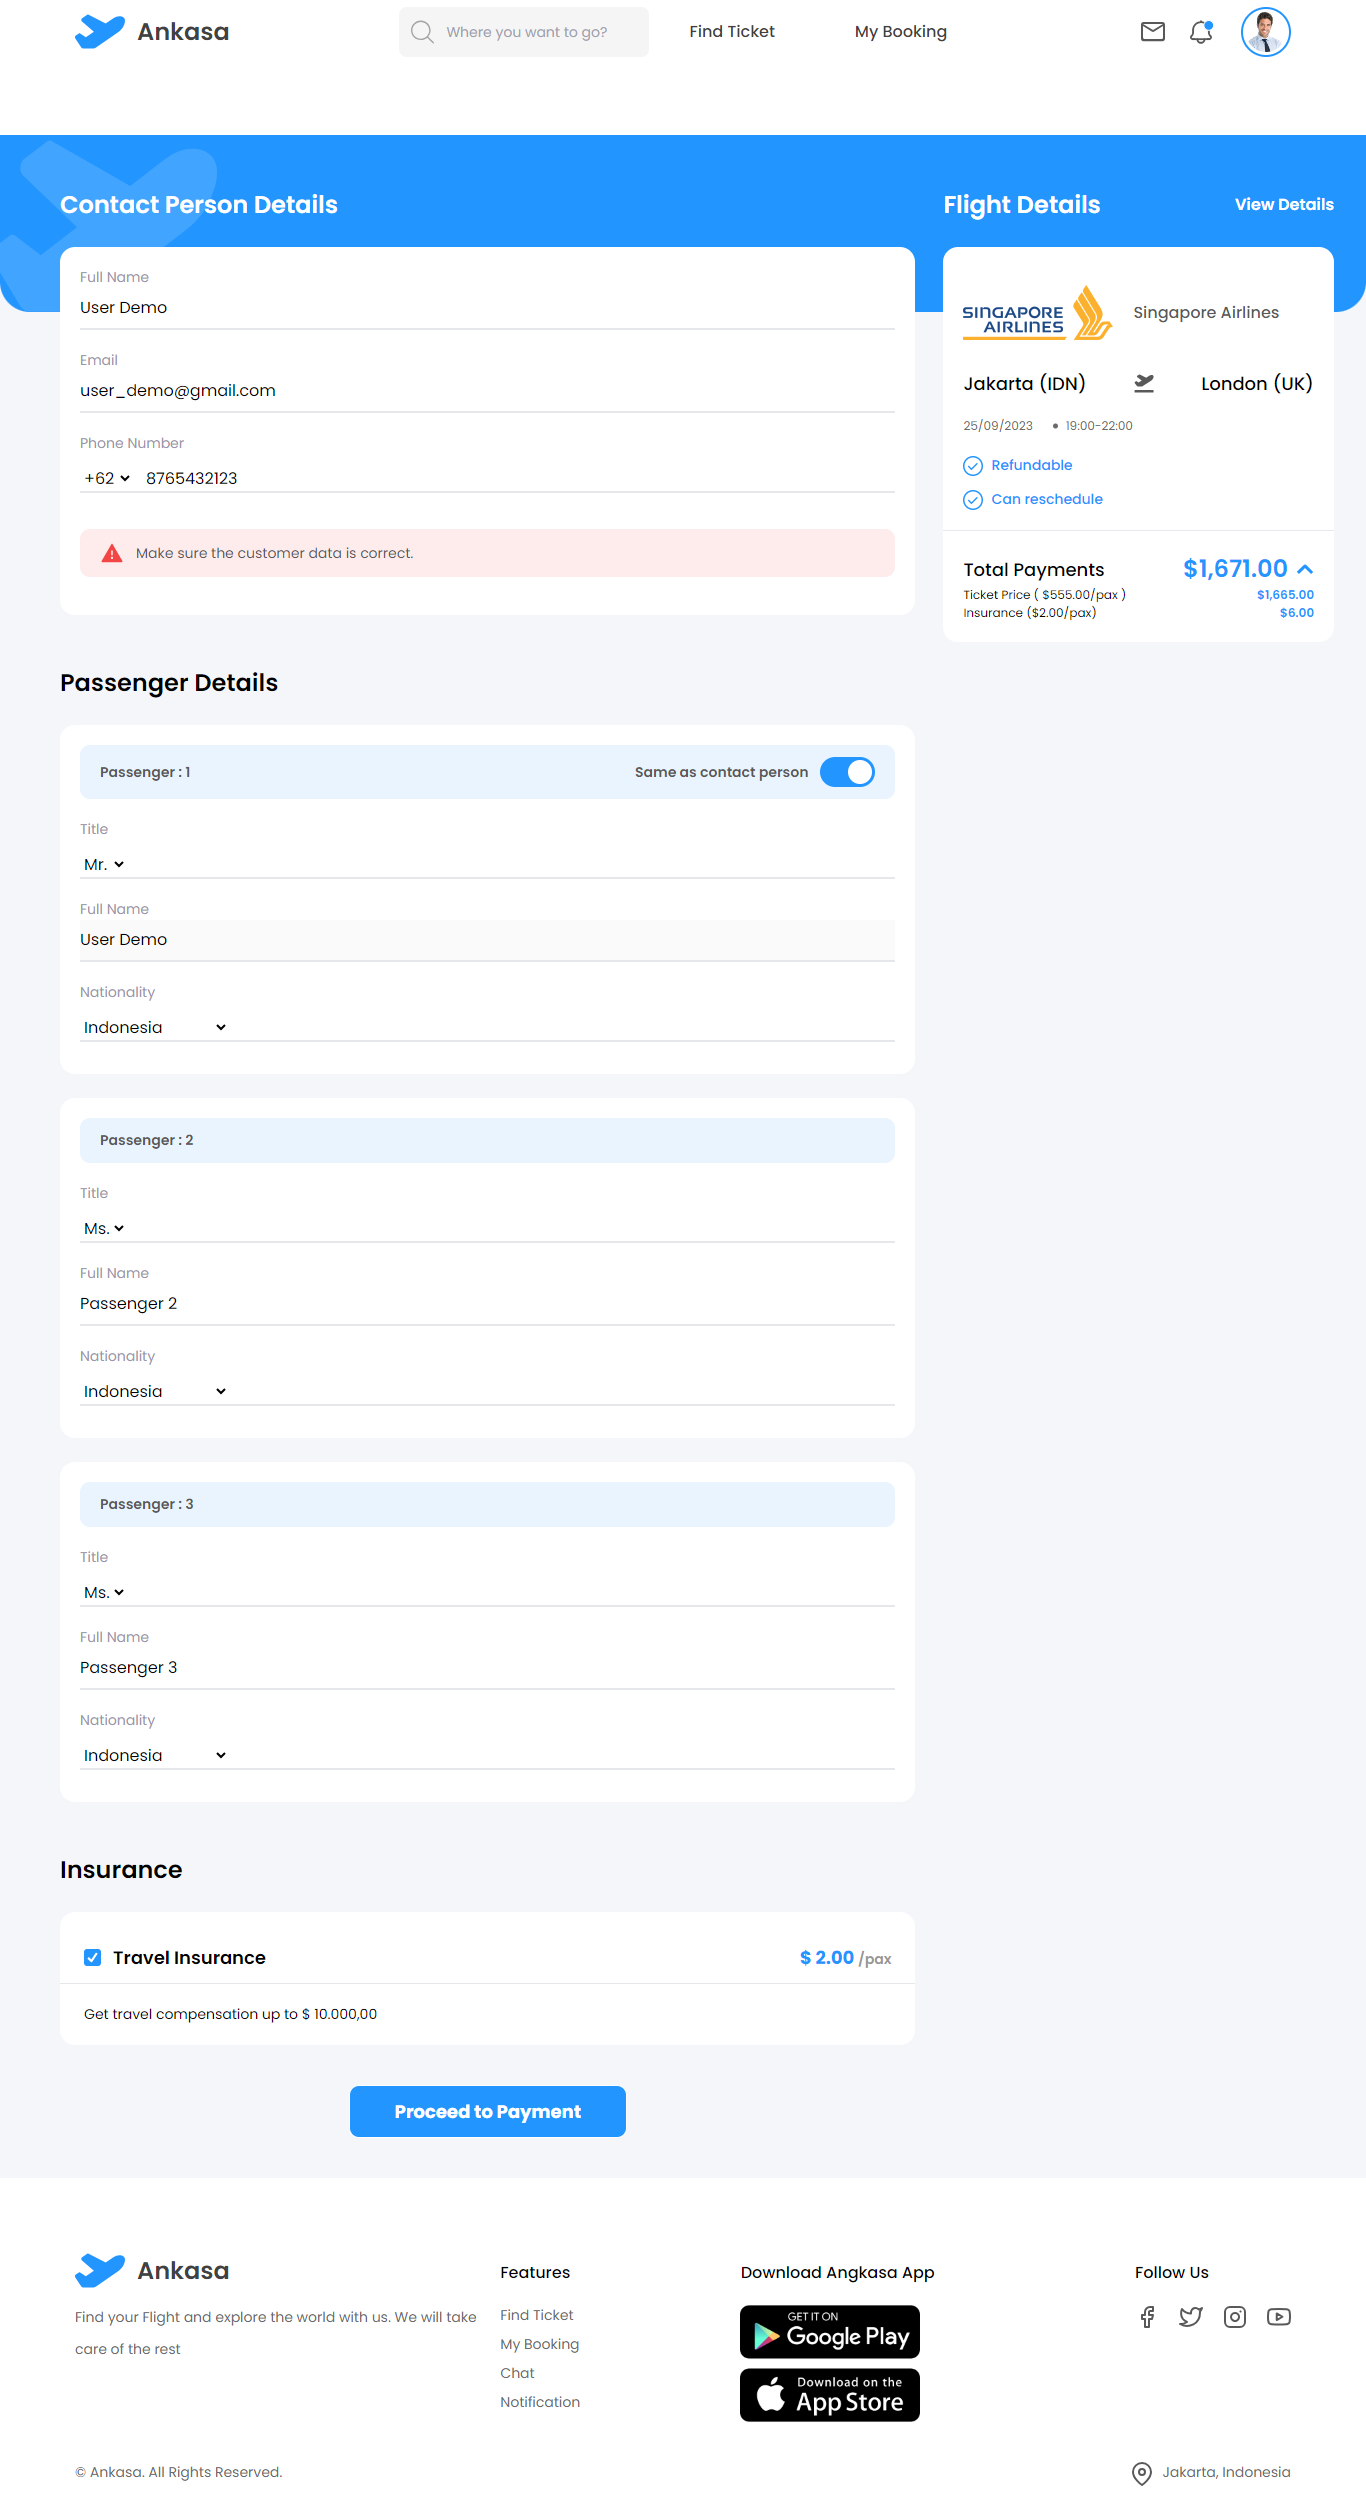 Ankasa
Where you want to go?
Find Ticket
My Booking
Contact Person Details
Full Name
User Demo
Email
user_demo@gmail.com
Phone Number
+62 8765432123
Make sure the customer data is correct.
Flight Details
View Details
SINGAPORE
AIRLINES
Singapore Airlines
Jakarta (IDN)
London (UK)
25/09/2023 • 19:00-22:00
Refundable
Can reschedule
Total Payments $1,671.00
Ticket Price ( $555.00/pax ) $1,665.00
Insurance ($2.00/pax) $6.00
Passenger Details
Passenger : 1
Same as contact person
Title
Mr.
Full Name
User Demo
Nationality
Indonesia
Passenger : 2
Title
Ms.
Full Name
Passenger 2
Nationality
Indonesia
Passenger : 3
Title
Ms.
Full Name
Passenger 3
Nationality
Indonesia
Insurance
Travel Insurance $ 2.00 /pax
Get travel compensation up to $ 10.000,00
Proceed to Payment
Ankasa
Find your Flight and explore the world with us. We will take
care of the rest
Features
Find Ticket
My Booking
Chat
Notification
Download Angkasa App
GET IT ON
Google Play
Download on the
App Store
Follow Us
© Ankasa. All Rights Reserved.
Jakarta, Indonesia